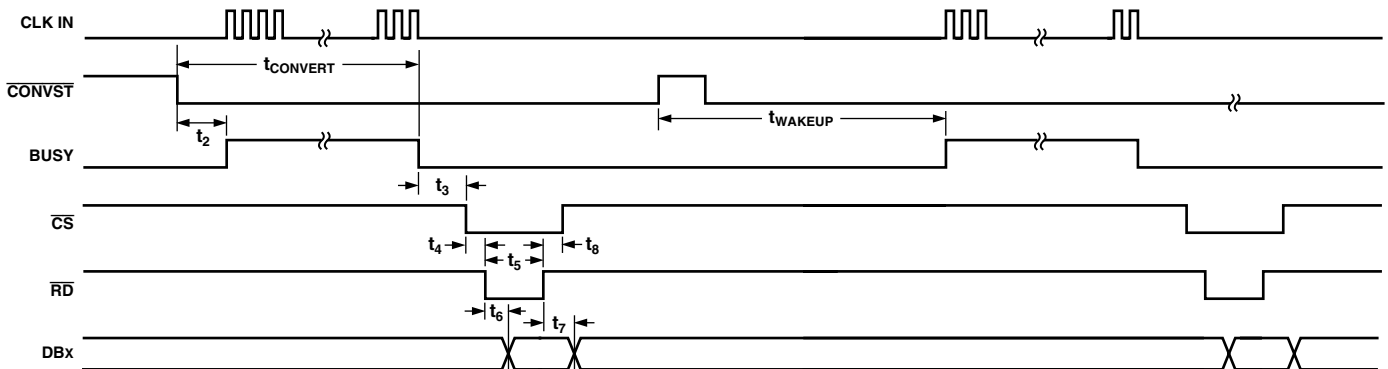 CLK IN
tCONVERT
CONVST
t2
tWAKEUP
BUSY
t3
CS
t4
t5
t8
RD
t6
t7
DBx